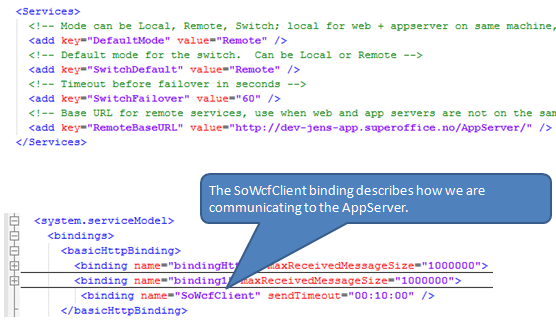 <Services>
<!-- Mode can be Local, Remote, Switch; local for web + appserver on same machine,
<add key="DefaultMode" value="Remote" />
<!-- Default mode for the switch.  Can be Local or Remote -->
<add key="SwitchDefault" value="Remote" />
<!-- Timeout before failover in seconds -->
<add key="SwitchFailover" value="60" />
<!-- Base URL for remote services, use when web and app servers are not on the sam
<add key="RemoteBaseURL" value="http://dev-jens-app.superoffice.no/AppServer/" />
</Services>
The SoWcfClient binding describes how we are
communicating to the AppServer.
<system.serviceModel>
<bindings>
<basicHttpBinding>
<binding name="bindingHt maxReceivedMessageSize="1000000">
<binding name="binding1 maxReceivedMessageSize="1000000">
<binding name="SoWcfClient" sendTimeout="00:10:00" />
</basicHttpBinding>